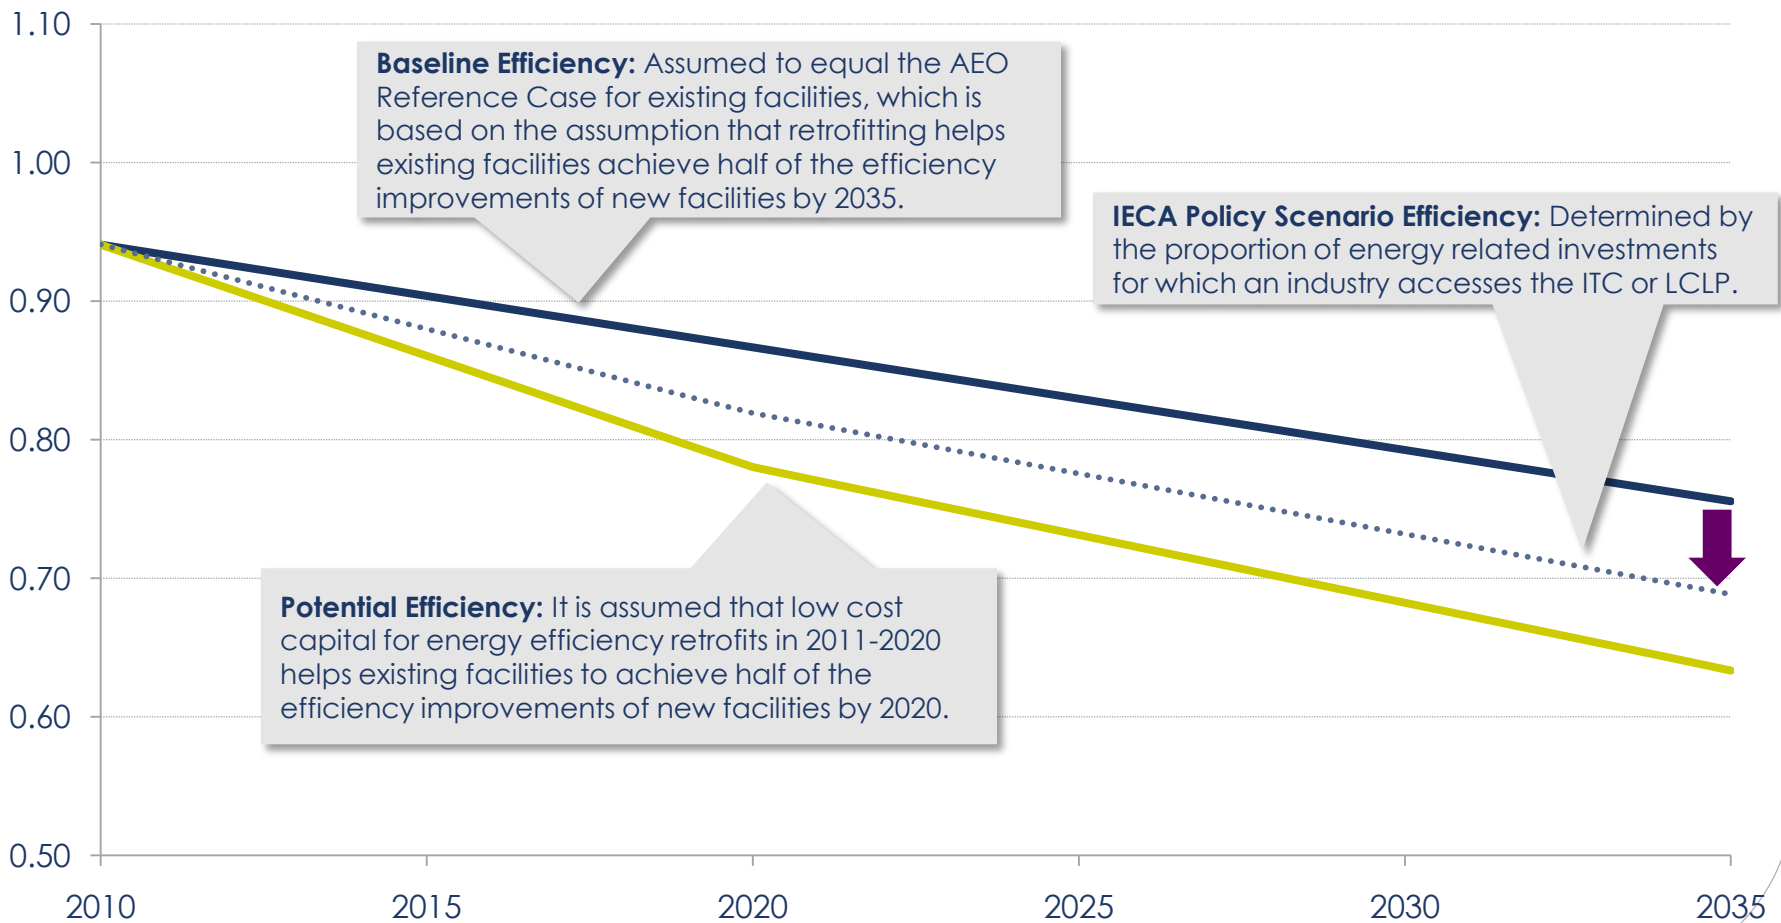 1.10
Baseline Efficiency: Assumed to equal the AEO
Reference Case for existing facilities, which is
based on the assumption that retrofitting helps
existing facilities achieve half of the efficiency
improvements of new facilities by 2035.
1.00
IECA Policy Scenario Efficiency: Determined by
the proportion of energy related investments
for which an industry accesses the ITC or LCLP.
0.90
0.80
0.70
Potential Efficiency: It is assumed that low cost
capital for energy efficiency retrofits in 2011-2020
helps existing facilities to achieve half of the
efficiency improvements of new facilities by 2020.
0.60
0.50
2010 2015 2020 2025 2030 2035